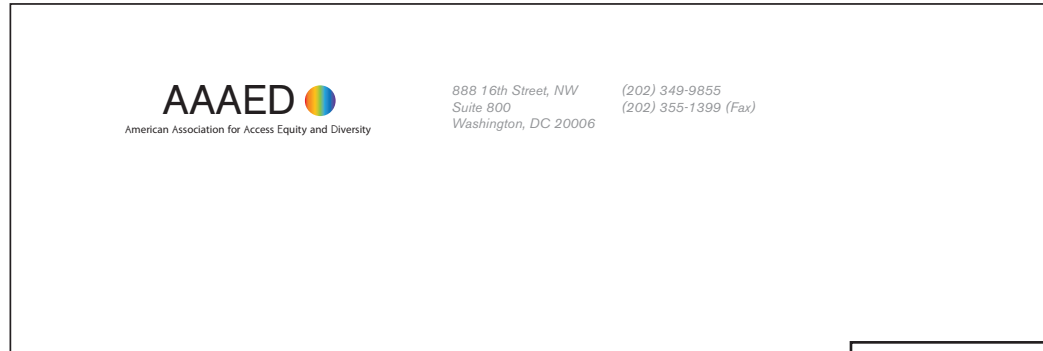 AAAED
American Association for Access Equity and Diversity
888 16th Street, NW
Suite 800
Washington, DC 20006
(202) 349-9855
(202) 355-1399 (Fax)